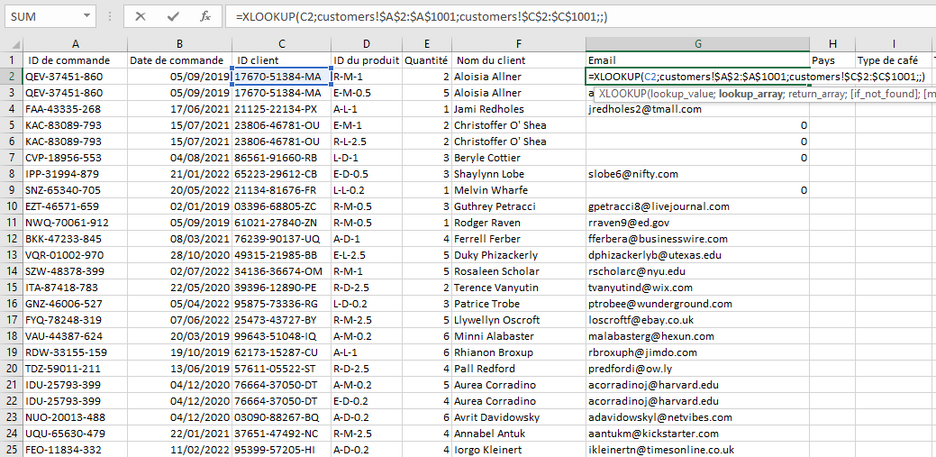 SUM =XLOOKUP(C2;customers!$A$2:$A$1001;customers!$C$2:$C$1001;;)
A B C D E F G H I
1 ID de commande Date de commande ID client ID du produit Quantité Nom du client Email Pays Type de café
2 QEV-37451-860 05/09/2019 17670-51384-MA R-M-1 2 Aloisia Allner =XLOOKUP(C2;customers!$A$2:$A$1001;customers!$C$2:$C$1001;;)
3 QEV-37451-860 05/09/2019 17670-51384-MA E-M-0.5 5 Aloisia Allner a XLOOKUP(lookup_value; lookup_array; return_array; [if_not_found]; [m
4 FAA-43335-268 17/06/2021 21125-22134-PX A-L-1 1 Jami Redholes jredholes2@tmall.com
5 KAC-83089-793 15/07/2021 23806-46781-OU E-M-1 2 Christoffer O' Shea 0
6 KAC-83089-793 15/07/2021 23806-46781-OU R-L-2.5 2 Christoffer O' Shea 0
7 CVP-18956-553 04/08/2021 86561-91660-RB L-D-1 3 Beryle Cottier 0
8 IPP-31994-879 21/01/2022 65223-29612-CB E-D-0.5 3 Shaylynn Lobe slobe6@nifty.com
9 SNZ-65340-705 20/05/2022 21134-81676-FR L-L-0.2 1 Melvin Wharfe 0
10 EZT-46571-659 02/01/2019 03396-68805-ZC R-M-0.5 3 Guthrey Petracci gpetracci8@livejournal.com
11 NWQ-70061-912 05/09/2019 61021-27840-ZN R-M-0.5 1 Rodger Raven rraven9@ed.gov
12 BKK-47233-845 08/03/2021 76239-90137-UQ A-D-1 4 Ferrell Ferber fferbera@businesswire.com
13 VQR-01002-970 28/10/2020 49315-21985-BB E-L-2.5 5 Duky Phizackerly dphizackerlyb@utexas.edu
14 SZW-48378-399 02/07/2022 34136-36674-OM R-M-1 5 Rosaleen Scholar rscholarc@nyu.edu
15 ITA-87418-783 22/05/2020 39396-12890-PE R-D-2.5 2 Terence Vanyutin tvanyutind@wix.com
16 GNZ-46006-527 05/04/2022 95875-73336-RG L-D-0.2 3 Patrice Trobe ptrobee@wunderground.com
17 FYQ-78248-319 07/06/2022 25473-43727-BY R-M-2.5 5 Llywellyn Oscroft loscroftf@ebay.co.uk
18 VAU-44387-624 20/03/2019 99643-51048-IQ A-M-0.2 6 Minni Alabaster malabasterg@hexun.com
19 RDW-33155-159 19/10/2019 62173-15287-CU A-L-1 6 Rhianon Broxup rbroxuph@jimdo.com
20 TDZ-59011-211 13/06/2019 57611-05522-ST R-D-2.5 4 Pall Redford predfordi@ow.ly
21 IDU-25793-399 04/12/2020 76664-37050-DT A-M-0.2 5 Aurea Corradino acorradinoj@harvard.edu
22 IDU-25793-399 04/12/2020 76664-37050-DT E-D-0.2 4 Aurea Corradino acorradinoj@harvard.edu
23 NUO-20013-488 04/12/2020 03090-88267-BQ A-D-0.2 6 Avrit Davidowsky adavidowskyl@netvibes.com
24 UQU-65630-479 22/01/2021 37651-47492-NC R-M-2.5 4 Annabel Antuk aantukm@kickstarter.com
25 FEO-11834-332 11/02/2022 95399-57205-HI A-D-0.2 4 Iorgo Kleinert ikleinertn@timesonline.co.uk